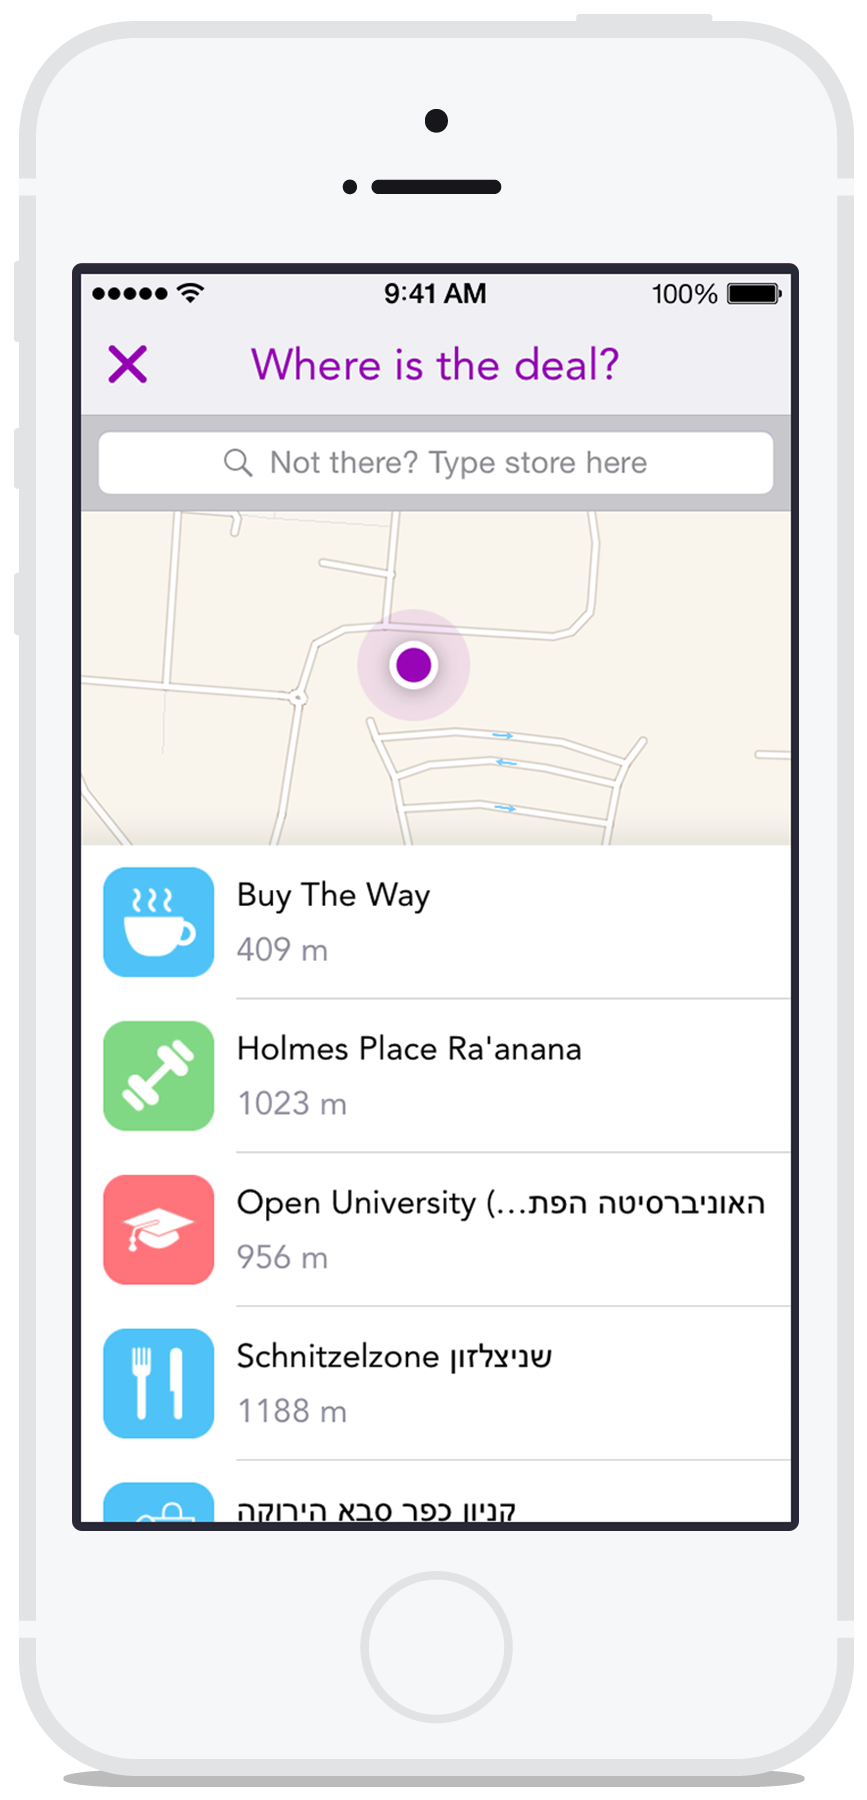 9:41 AM 100%
Where is the deal?
Not there? Type store here
Buy The Way
409 m
Holmes Place Ra'anana
1023 m
Open University (...האוניברסיטה הפת
956 m
Schnitzelzone שניצלזון
1188 m
קניון כפר סבא הירוקה